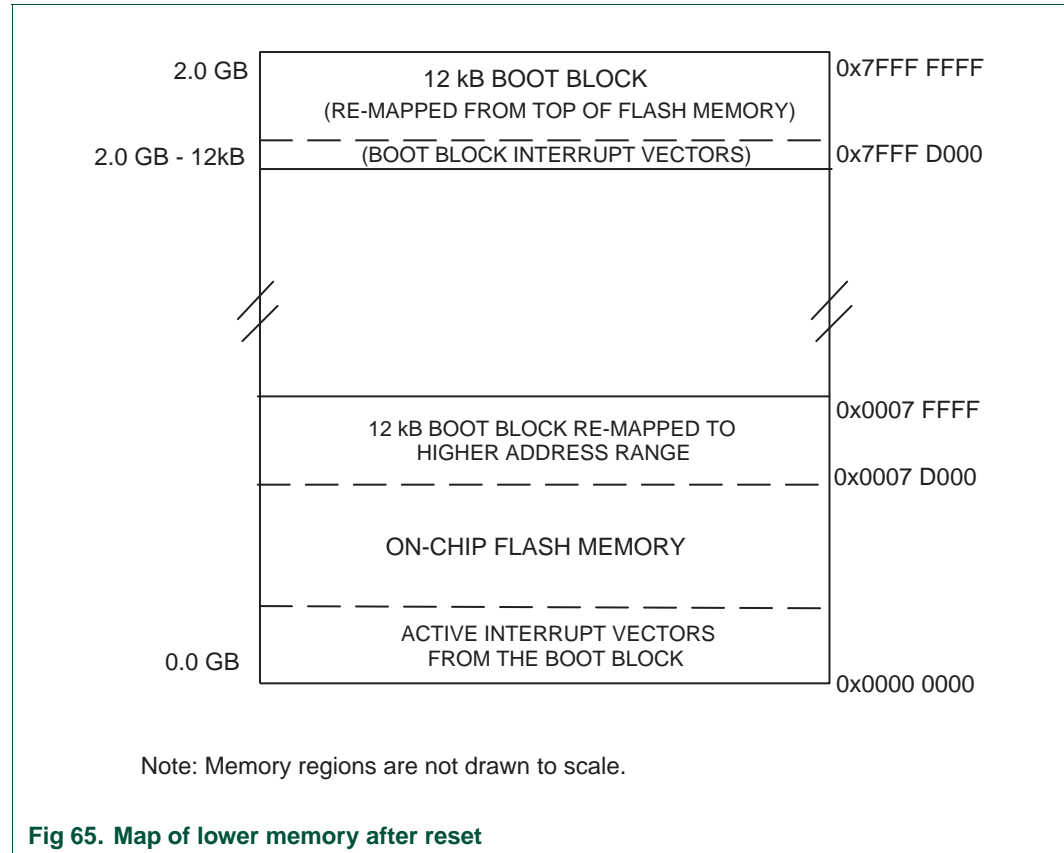 2.0 GB
12 kB BOOT BLOCK
0x7FFF FFFF
(RE-MAPPED FROM TOP OF FLASH MEMORY)
2.0 GB - 12kB
(BOOT BLOCK INTERRUPT VECTORS)
0x7FFF D000
0x0007 FFFF
12 kB BOOT BLOCK RE-MAPPED TO
HIGHER ADDRESS RANGE
0x0007 D000
ON-CHIP FLASH MEMORY
ACTIVE INTERRUPT VECTORS
FROM THE BOOT BLOCK
0.0 GB
0x0000 0000
Note: Memory regions are not drawn to scale.
Fig 65. Map of lower memory after reset